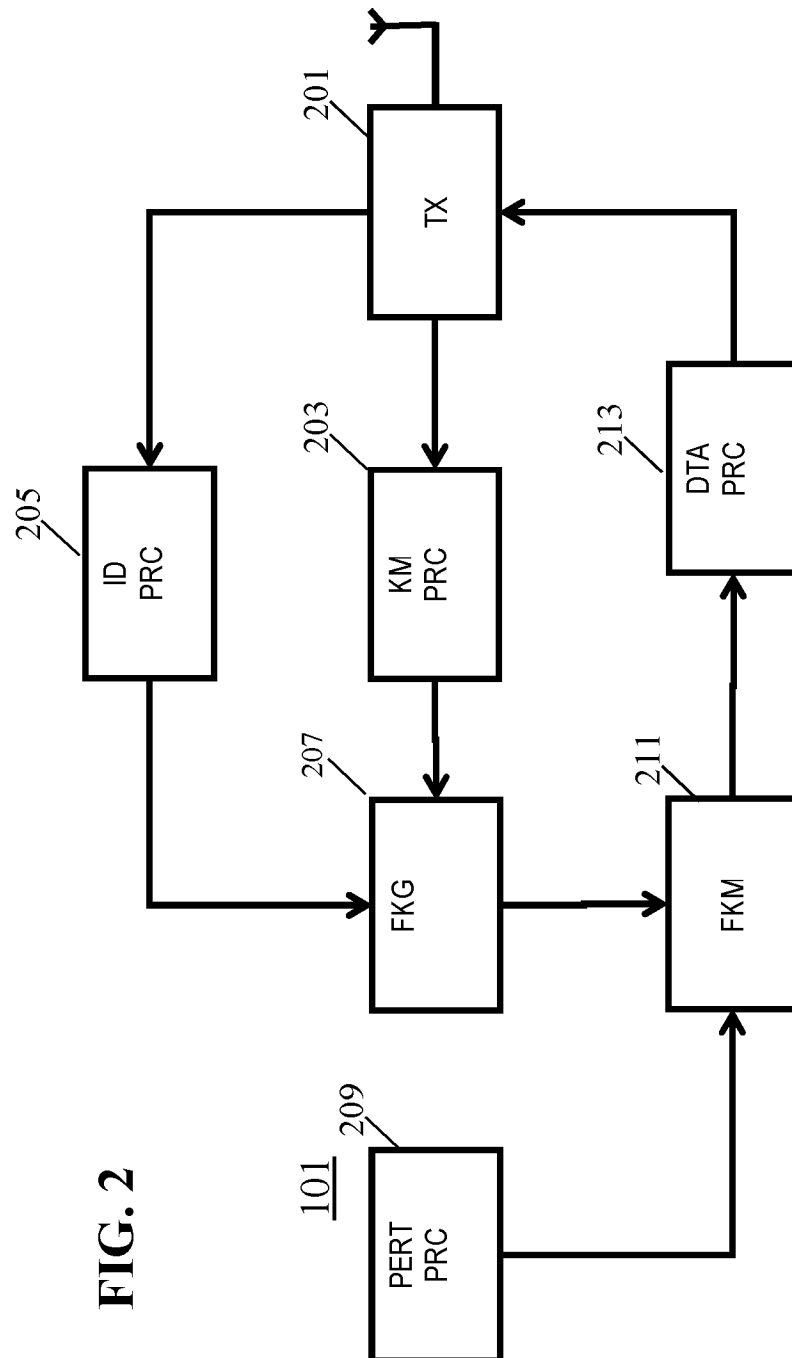 FIG. 2
101
PERT
PRC
209
FKG
207
FKM
211
ID
PRC
205
KM
PRC
203
DTA
PRC
213
TX
201